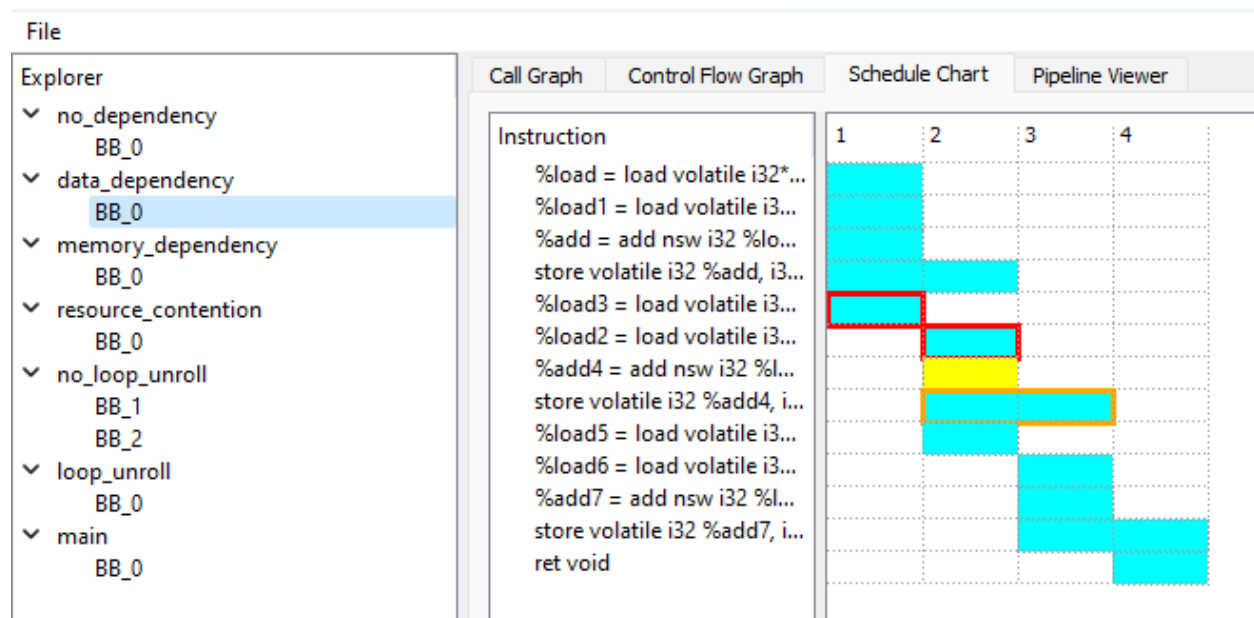 File
Explorer
no_dependency
BB_0
data_dependency
BB_0
memory_dependency
BB_0
resource_contention
BB_0
no_loop_unroll
BB_1
BB_2
loop_unroll
BB_0
main
BB_0
Call Graph Control Flow Graph Schedule Chart Pipeline Viewer
Instruction
%load = load volatile i32*...
%load1 = load volatile i3...
%add = add nsw i32 %lo...
store volatile i32 %add, i3...
%load3 = load volatile i3...
%load2 = load volatile i3...
%add4 = add nsw i32 %l...
store volatile i32 %add4, i...
%load5 = load volatile i3...
%load6 = load volatile i3...
%add7 = add nsw i32 %l...
store volatile i32 %add7, i...
ret void
1 2 3 4